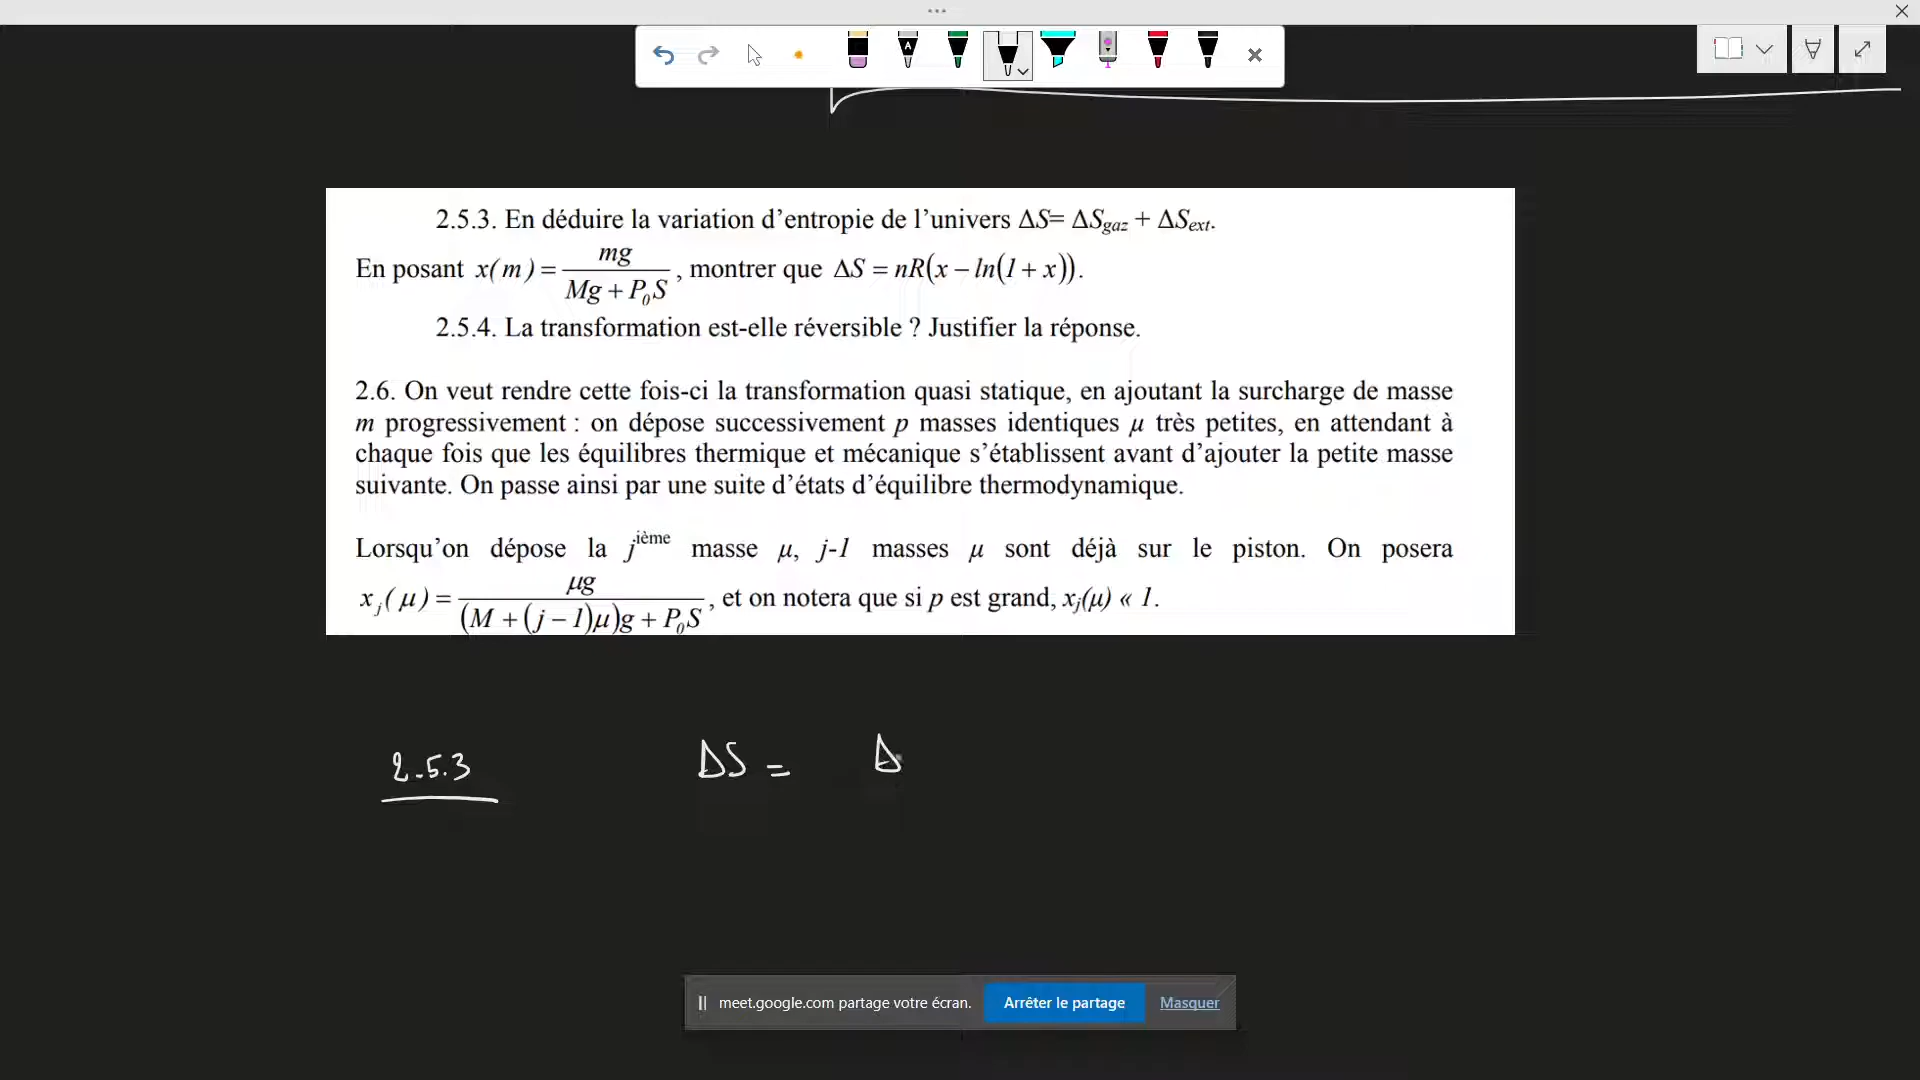 2.5.3. En déduire la variation d’entropie de l’univers ΔS= ΔS_gaz + ΔS_ext.
En posant x(m) = mg / (Mg + P_0S) , montrer que ΔS = nR(x – ln(1 + x)).
2.5.4. La transformation est-elle réversible ? Justifier la réponse.
2.6. On veut rendre cette fois-ci la transformation quasi statique, en ajoutant la surcharge de masse
m progressivement : on dépose successivement p masses identiques μ très petites, en attendant à
chaque fois que les équilibres thermique et mécanique s’établissent avant d’ajouter la petite masse
suivante. On passe ainsi par une suite d’états d’équilibre thermodynamique.
Lorsqu’on dépose la j^ième masse μ, j-1 masses μ sont déjà sur le piston. On posera
x_j(μ) = μg / ((M + (j – 1)μ)g + P_0S) , et on notera que si p est grand, x_j(μ) « 1.
2.5.3 ΔS = Δ
meet.google.com partage votre écran. Arrêter le partage Masquer